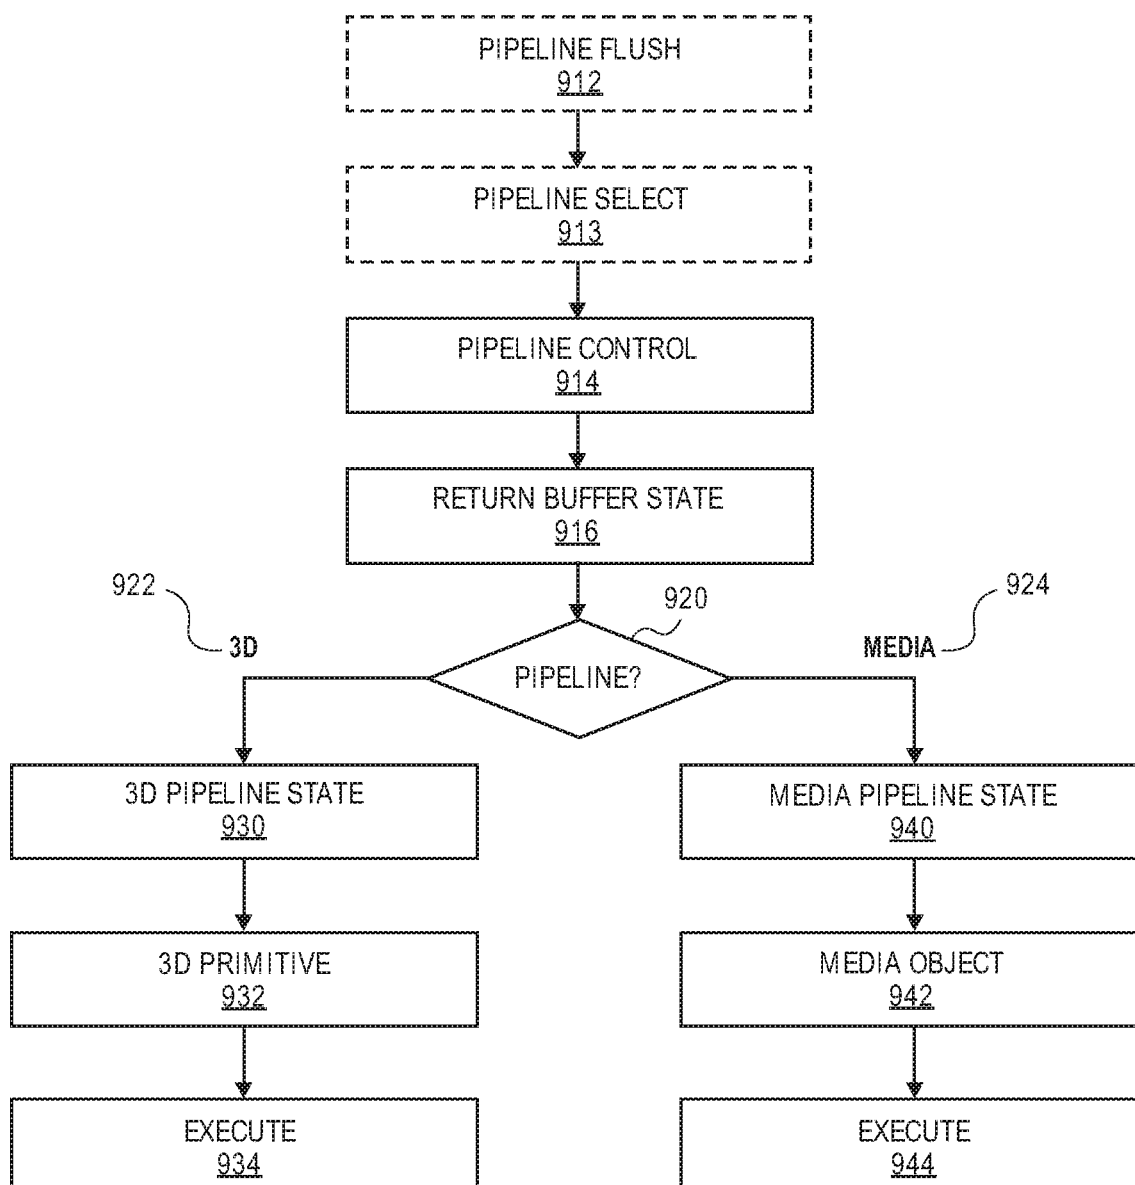 PIPELINE FLUSH
912
PIPELINE SELECT
913
PIPELINE CONTROL
914
RETURN BUFFER STATE
916
922
3D
920
PIPELINE?
924
MEDIA
3D PIPELINE STATE
930
MEDIA PIPELINE STATE
940
3D PRIMITIVE
932
MEDIA OBJECT
942
EXECUTE
934
EXECUTE
944